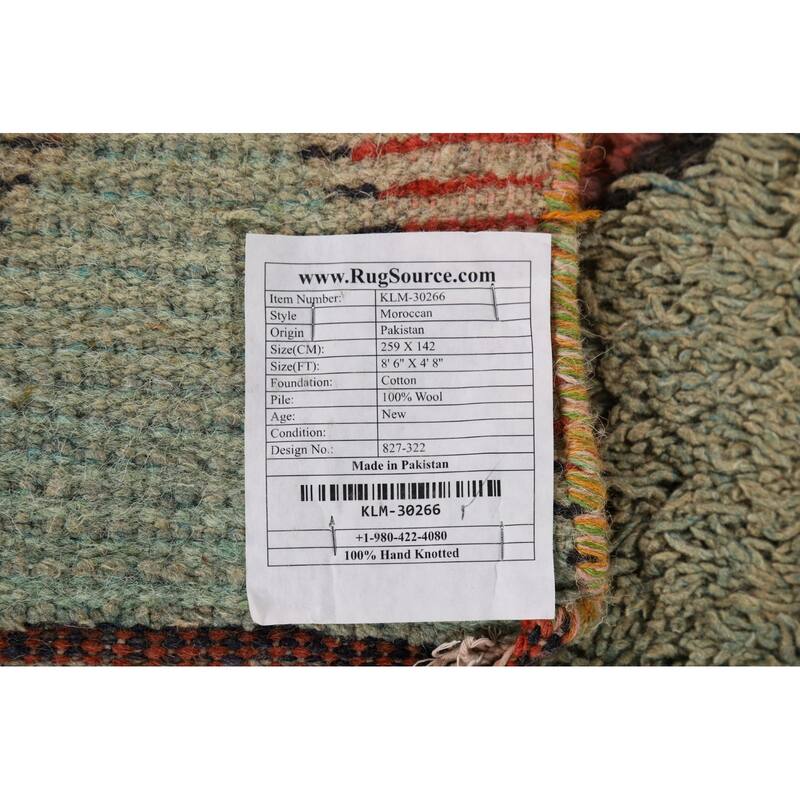 www.RugSource.com
Item Number: KLM-30266
Style Moroccan
Origin Pakistan
Size(CM): 259 X 142
Size(FT): 8' 6" X 4' 8"
Foundation: Cotton
Pile: 100% Wool
Age: New
Condition:
Design No.: 827-322
Made in Pakistan
KLM-30266
+1-980-422-4080
100% Hand Knotted